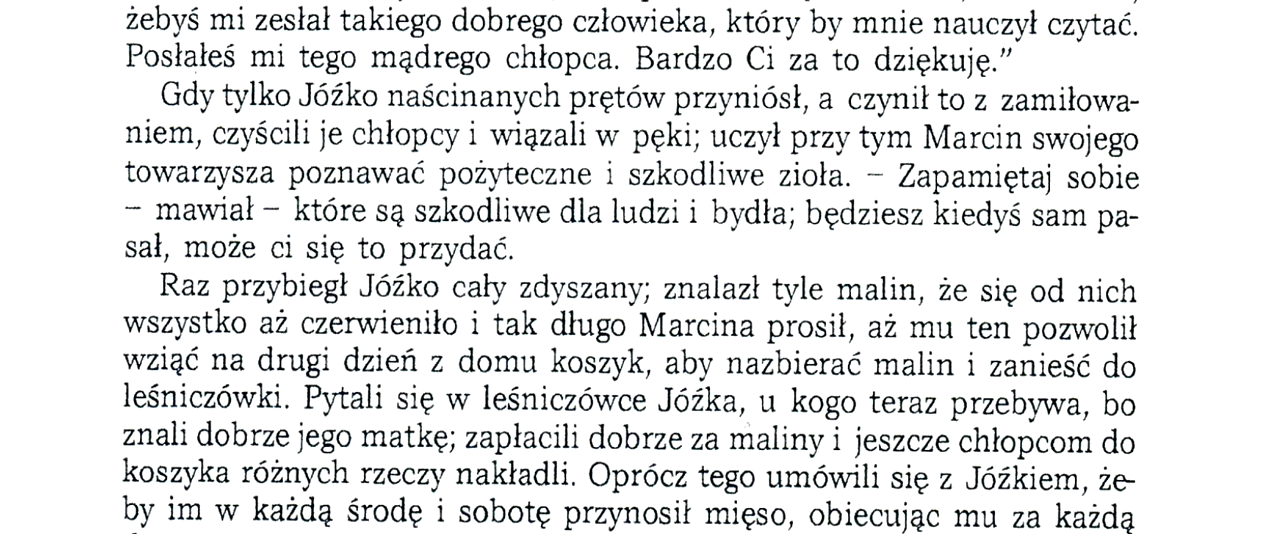 żebyś mi zesłał takiego dobrego człowieka, który by mnie nauczył czytać.
Posłałeś mi tego mądrego chłopca. Bardzo Ci za to dziękuję.”
Gdy tylko Jóźko naścinanych prętów przyniósł, a czynił to z zamiłowa-
niem, czyścili je chłopcy i wiązali w pęki; uczył przy tym Marcin swojego
towarzysza poznawać pożyteczne i szkodliwe zioła. – Zapamiętaj sobie
– mawiał – które są szkodliwe dla ludzi i bydła; będziesz kiedyś sam pa-
sał, może ci się to przydać.
Raz przybiegł Jóźko cały zdyszany; znalazł tyle malin, że się od nich
wszystko aż czerwieniło i tak długo Marcina prosił, aż mu ten pozwolił
wziąć na drugi dzień z domu koszyk, aby nazbierać malin i zanieść do
leśniczówki. Pytali się w leśniczówce Jóźka, u kogo teraz przebywa, bo
znali dobrze jego matkę; zapłacili dobrze za maliny i jeszcze chłopcom do
koszyka różnych rzeczy nakładli. Oprócz tego umówili się z Jóźkiem, że-
by im w każdą środę i sobotę przynosił mięso, obiecując mu za każdą